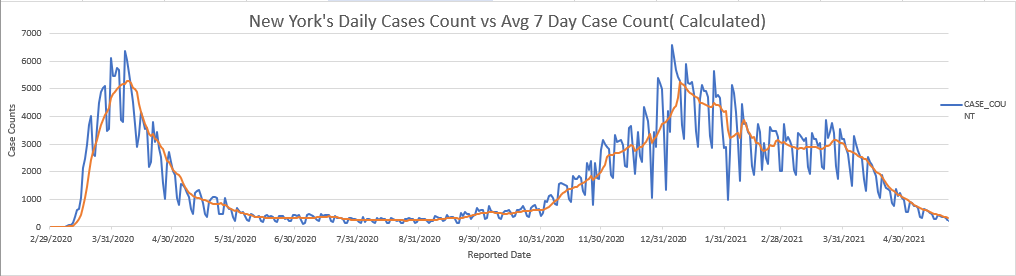 New York's Daily Cases Count vs Avg 7 Day Case Count( Calculated)
7000
6000
5000
4000
3000
2000
1000
0
Case Counts
2/29/2020 3/31/2020 4/30/2020 5/31/2020 6/30/2020 7/31/2020 8/31/2020 9/30/2020 10/31/2020 11/30/2020 12/31/2020 1/31/2021 2/28/2021 3/31/2021 4/30/2021
Reported Date
CASE_COU
NT